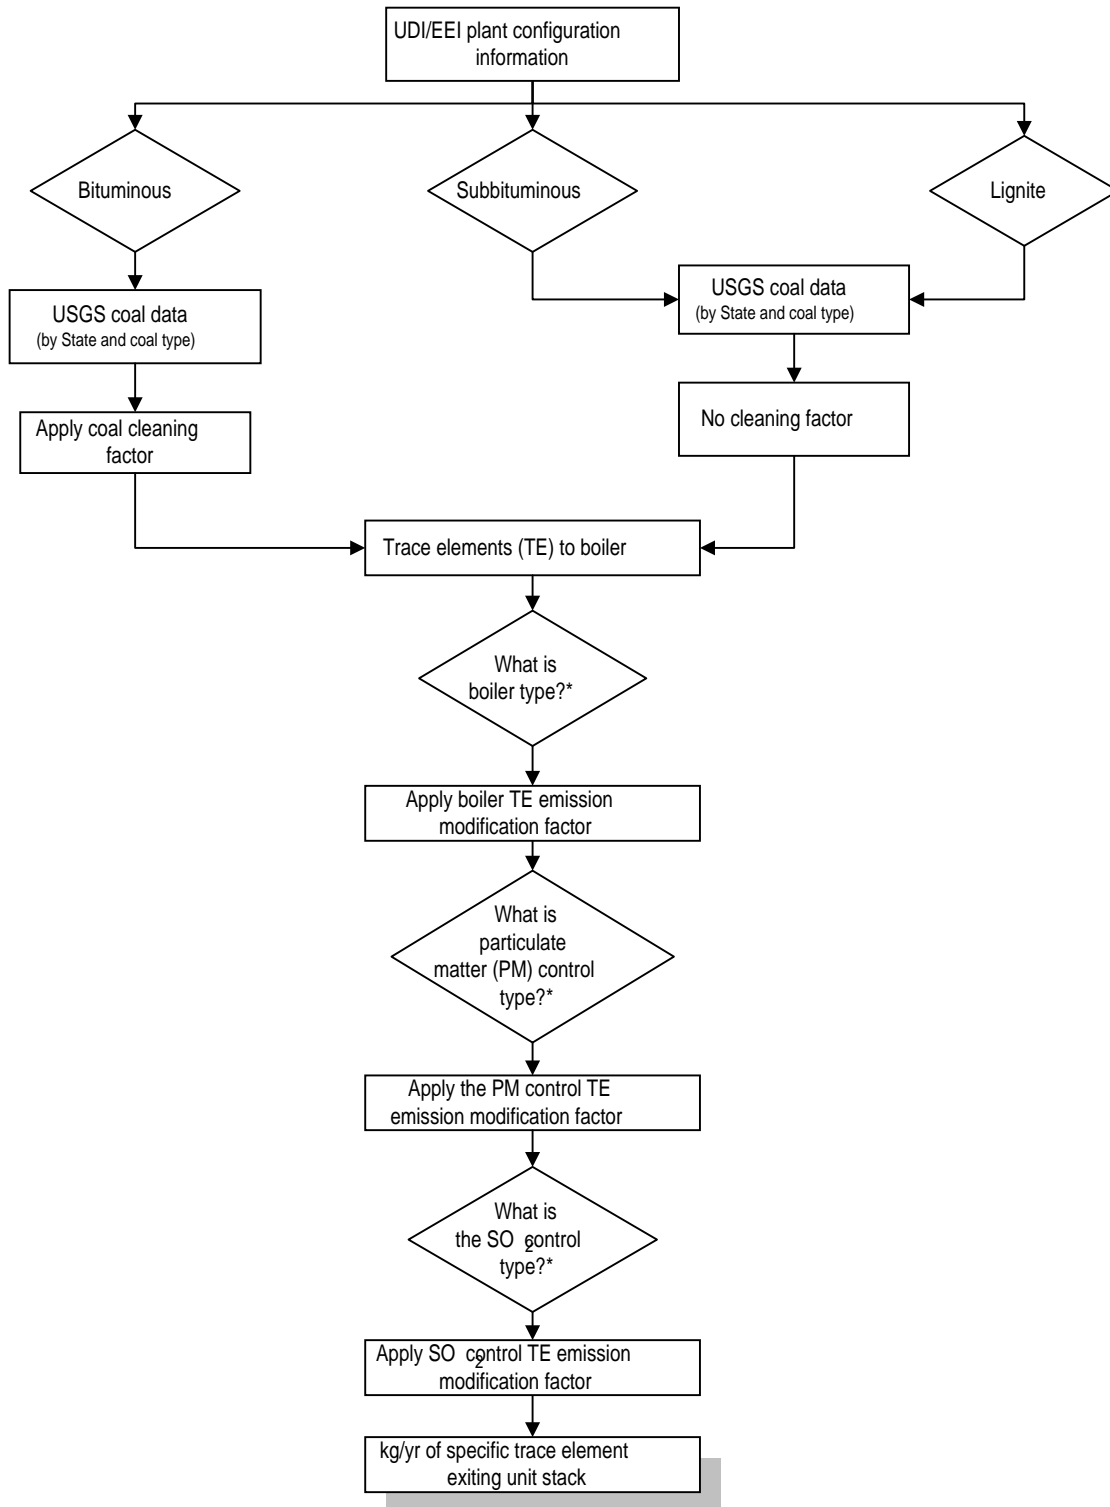 UDI/EEI plant configuration
information
Bituminous
Subbituminous
Lignite
USGS coal data
(by State and coal type)
USGS coal data
(by State and coal type)
Apply coal cleaning
factor
No cleaning factor
Trace elements (TE) to boiler
What is
boiler type?*
Apply boiler TE emission
modification factor
What is
particulate
matter (PM) control
type?*
Apply the PM control TE
emission modification factor
What is
the SO2 control
type?*
Apply SO2 control TE emission
modification factor
kg/yr of specific trace element
exiting unit stack